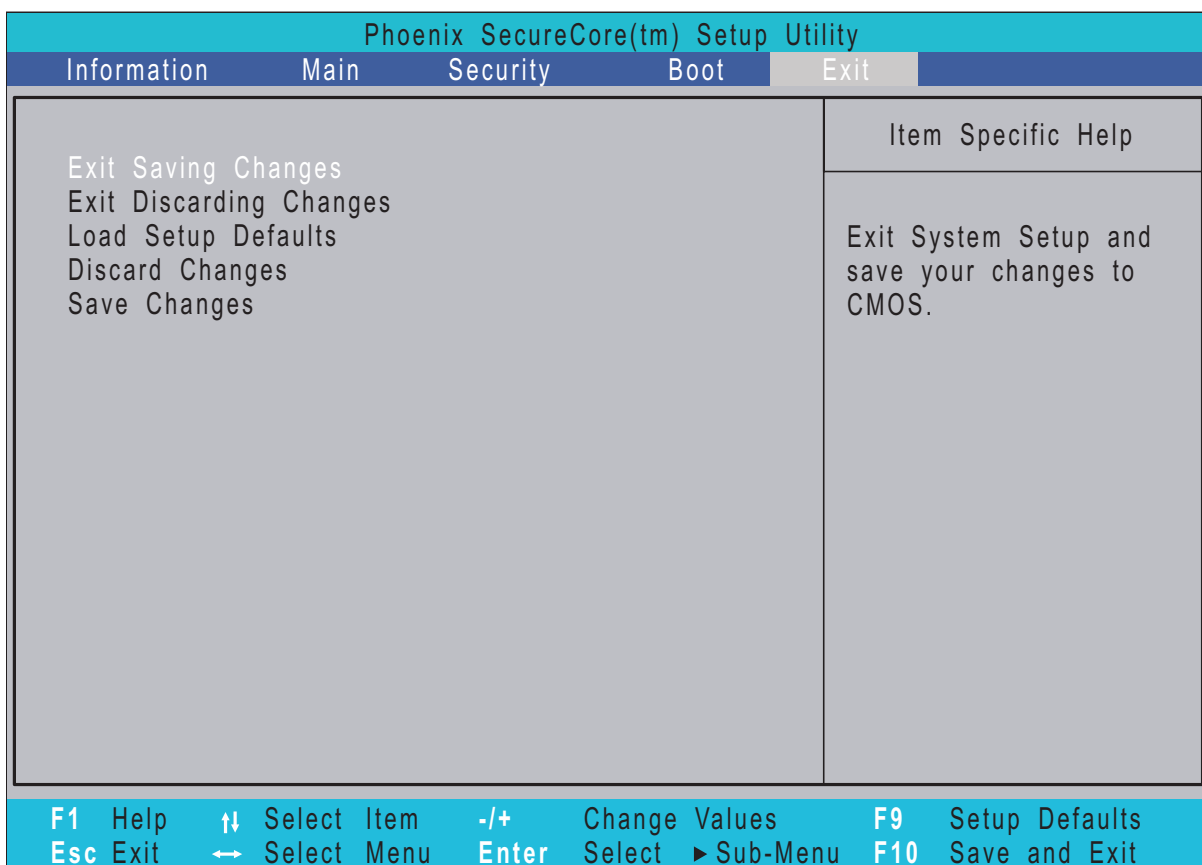 Phoenix SecureCore(tm) Setup Utility
Information Main Security Boot Exit
Exit Saving Changes
Exit Discarding Changes
Load Setup Defaults
Discard Changes
Save Changes
Item Specific Help
Exit System Setup and
save your changes to
CMOS.
F1 Help ↑↓ Select Item -/+ Change Values F9 Setup Defaults
Esc Exit ↔ Select Menu Enter Select ▶ Sub-Menu F10 Save and Exit